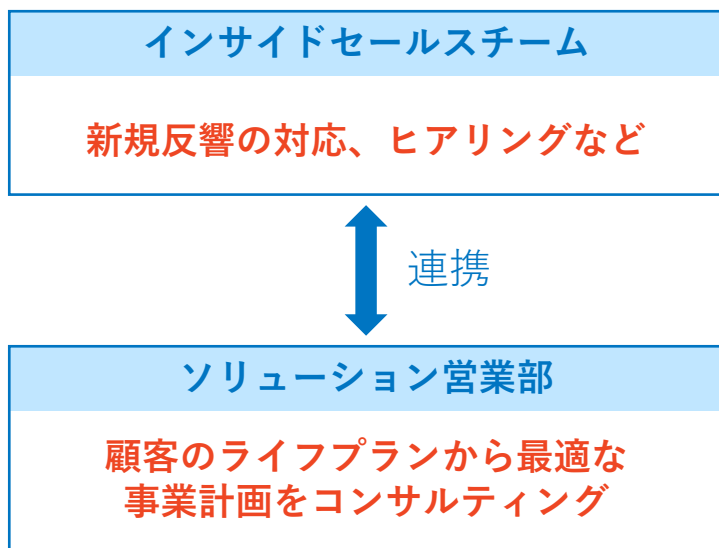 インサイドセールスチーム
新規反響の対応、ヒアリングなど
連携
ソリューション営業部
顧客のライフプランから最適な
事業計画をコンサルティング